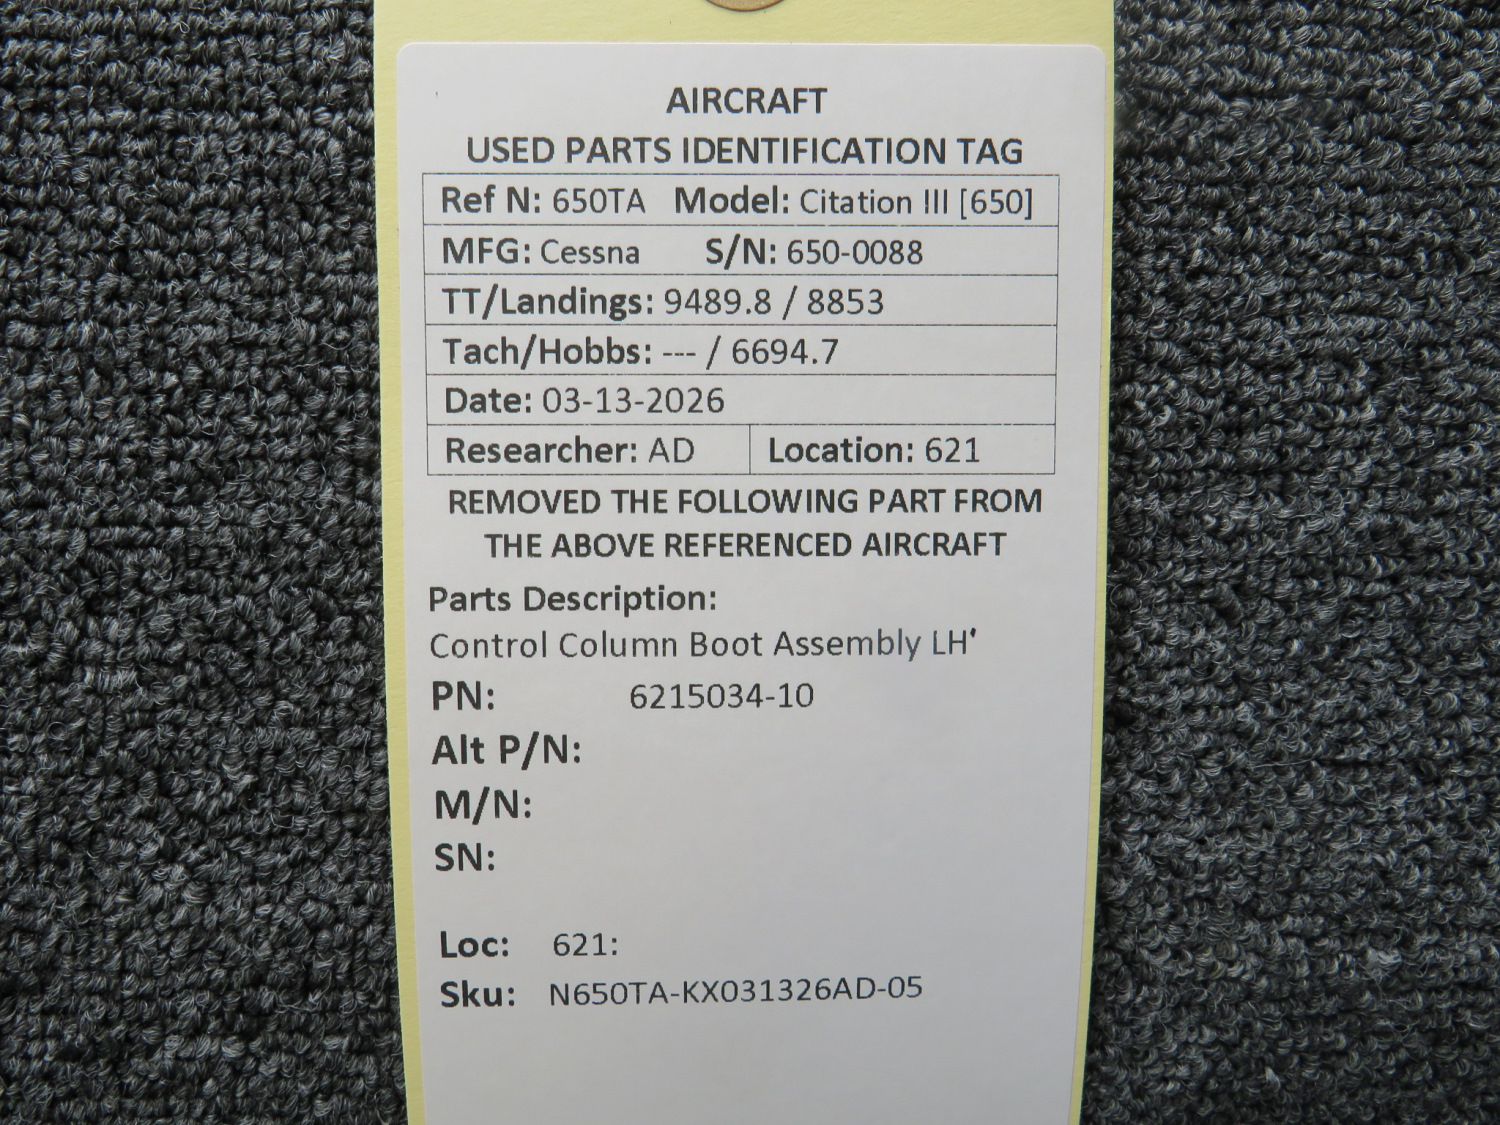 AIRCRAFT
USED PARTS IDENTIFICATION TAG
Ref N: 650TA Model: Citation III [650]
MFG: Cessna S/N: 650-0088
TT/Landings: 9489.8 / 8853
Tach/Hobbs: --- / 6694.7
Date: 03-13-2026
Researcher: AD Location: 621
REMOVED THE FOLLOWING PART FROM
THE ABOVE REFERENCED AIRCRAFT
Parts Description:
Control Column Boot Assembly LH'
PN: 6215034-10
Alt P/N:
M/N:
SN:
Loc: 621:
Sku: N650TA-KX031326AD-05